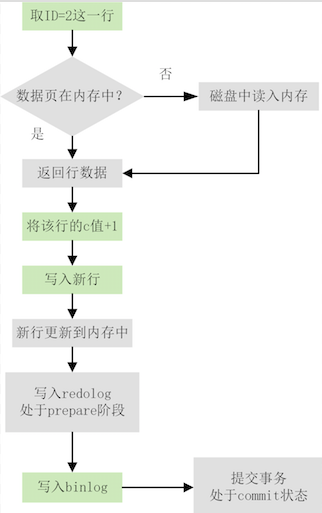 取ID=2这一行
数据页在内存中?
否
磁盘中读入内存
是
返回行数据
将该行的c值+1
写入新行
新行更新到内存中
写入redolog
处于prepare阶段
写入binlog
提交事务
处于commit状态